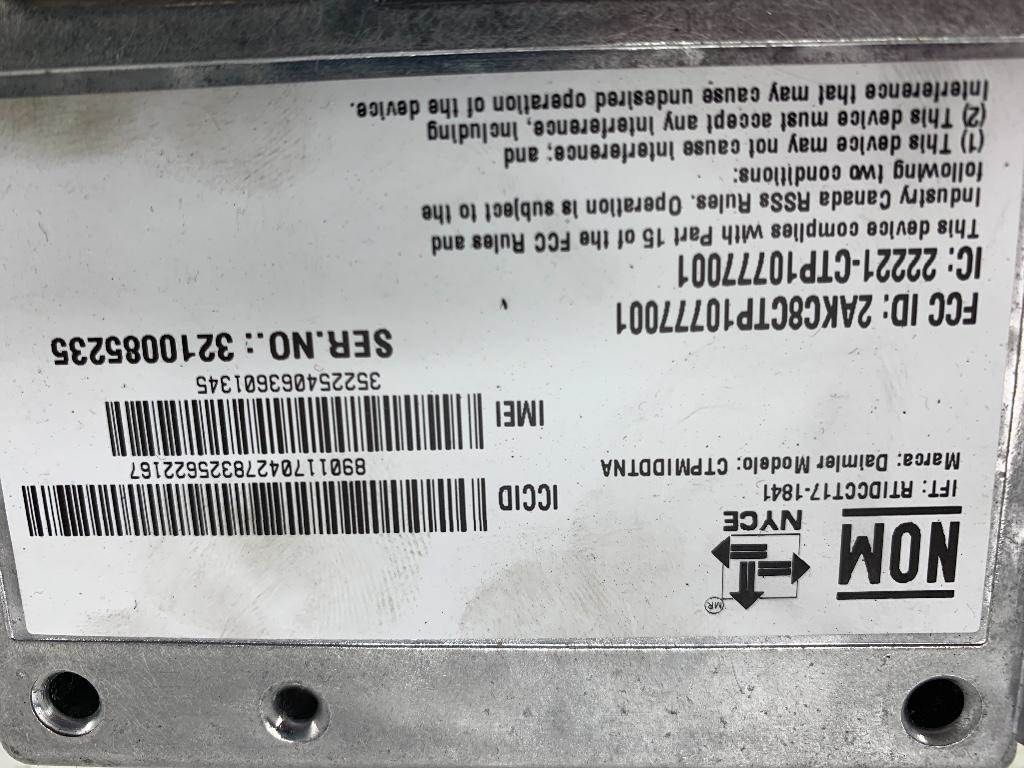 NOM
MR
NYCE
IFT: RTIDCCT17-1841
Marca: Daimler Modelo: CTPMIDDTNA
ICCID
89011704278325622167
IMEI
352254063601345
SER.NO.: 3210085235
FCC ID: 2AKC8CTP10777001
IC: 22221-CTP10777001
This device complies with Part 15 of the FCC Rules and
Industry Canada RSSs Rules. Operation is subject to the
following two conditions:
(1) This device may not cause interference; and
(2) This device must accept any interference, including,
interference that may cause undesired operation of the device.